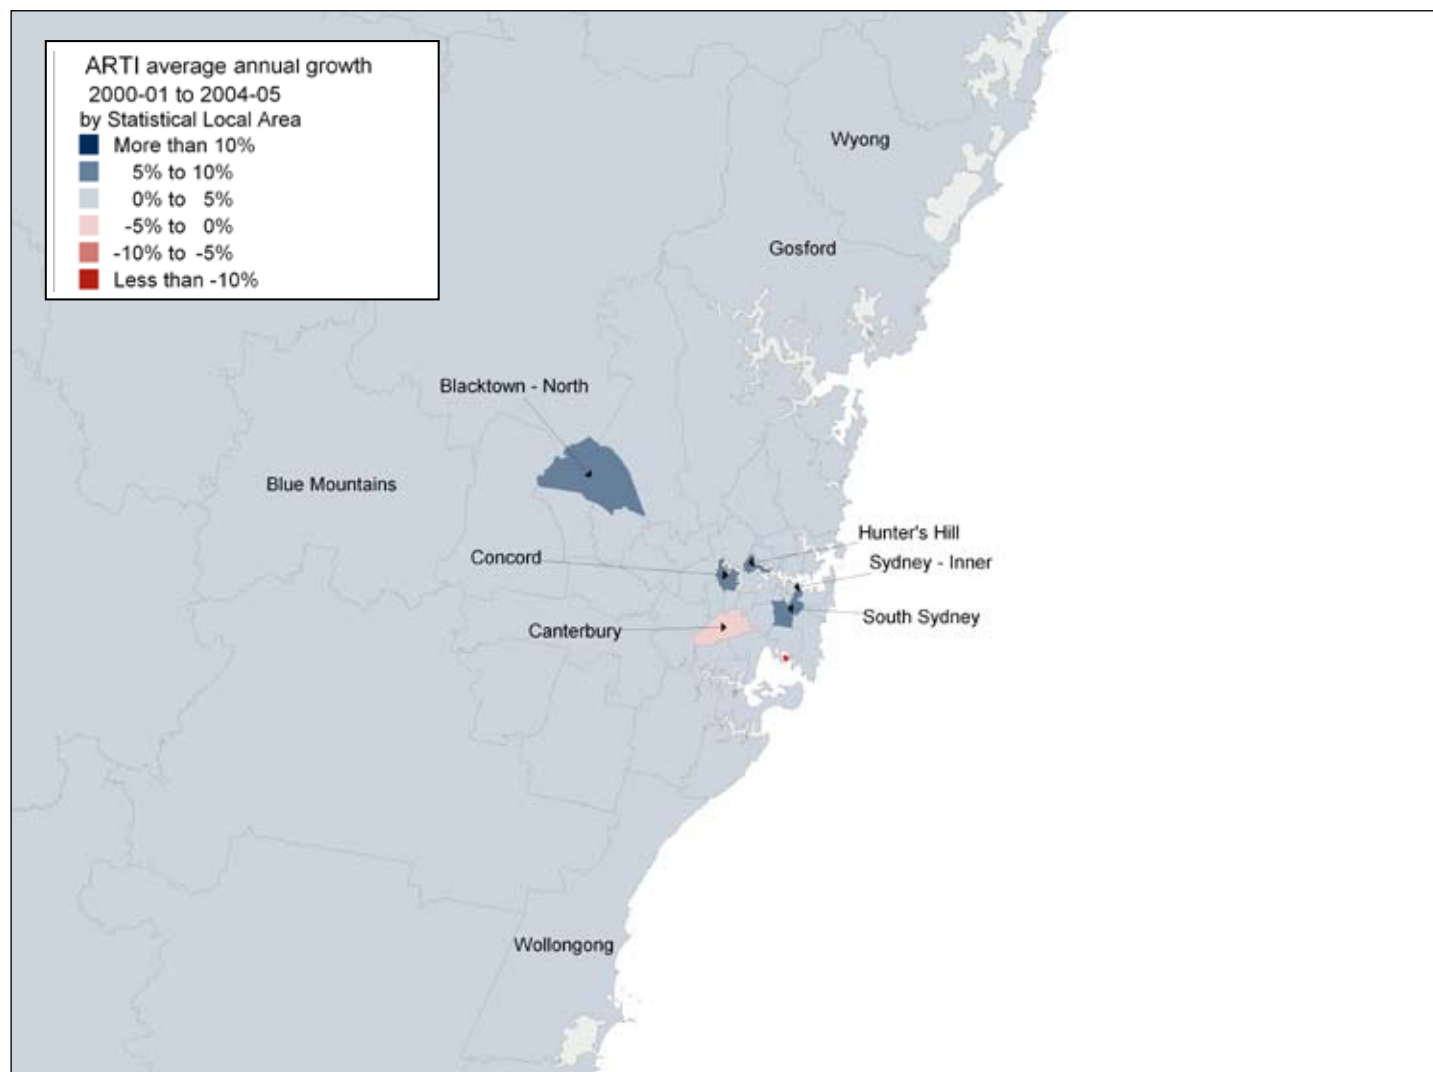 ARTI average annual growth
2000-01 to 2004-05
by Statistical Local Area
More than 10%
5% to 10%
0% to 5%
-5% to 0%
-10% to -5%
Less than -10%
Wyong
Gosford
Blacktown - North
Blue Mountains
Hunter's Hill
Concord
Sydney - Inner
South Sydney
Canterbury
Wollongong